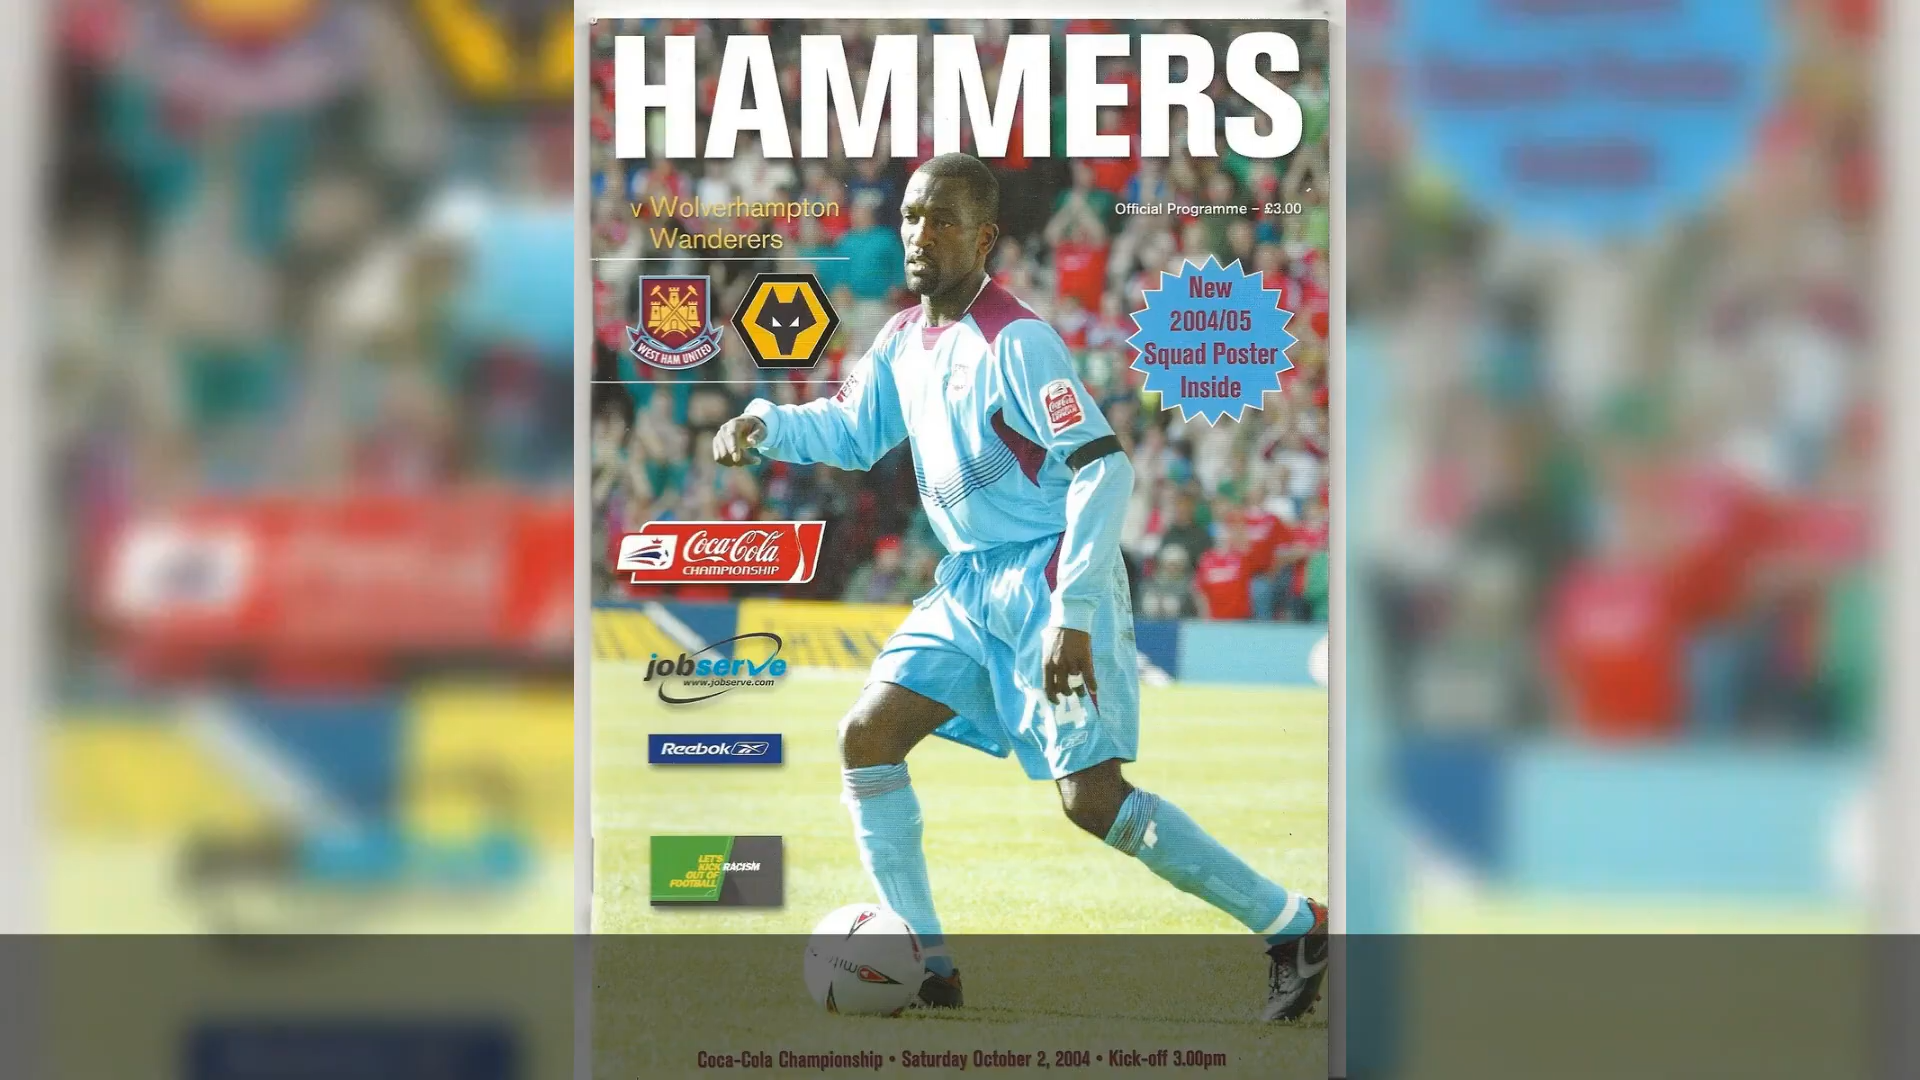 HAMMERS
v Wolverhampton
Wanderers
Official Programme – £3.00
WEST HAM UNITED
New
2004/05
Squad Poster
Inside
Coca-Cola
CHAMPIONSHIP
jobserve
www.jobserve.com
4
Reebok
LET'S
KICK RACISM
OUT OF
FOOTBALL
mitre
Coca-Cola Championship • Saturday October 2, 2004 • Kick-off 3.00pm